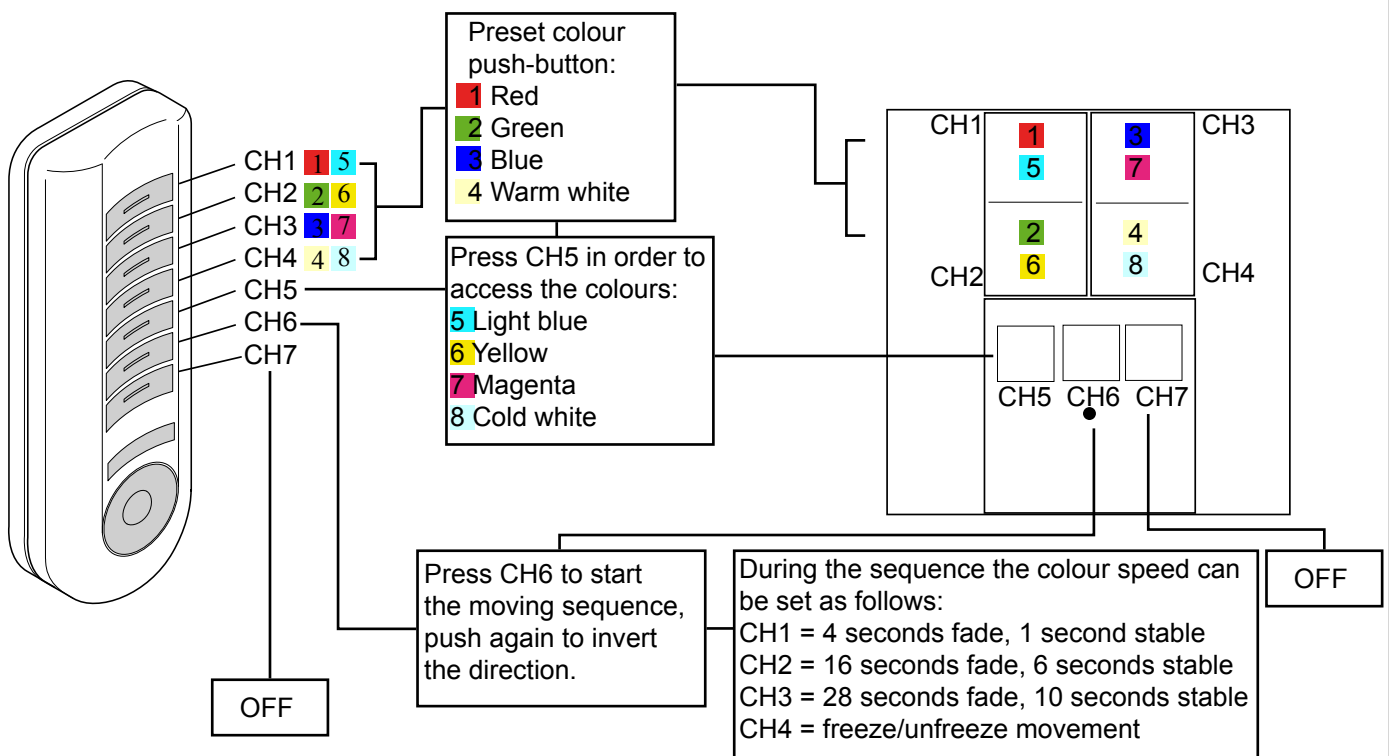 Preset colour
push-button:
1 Red
2 Green
3 Blue
4 Warm white
CH1 1 5
CH2 2 6
CH3 3 7
CH4 4 8
CH5
CH6
CH7
Press CH5 in order to
access the colours:
5 Light blue
6 Yellow
7 Magenta
8 Cold white
CH1 1 3 CH3
5 7
2 4
CH2 6 8 CH4
CH5 CH6 CH7
Press CH6 to start
the moving sequence,
push again to invert
the direction.
During the sequence the colour speed can
be set as follows:
CH1 = 4 seconds fade, 1 second stable
CH2 = 16 seconds fade, 6 seconds stable
CH3 = 28 seconds fade, 10 seconds stable
CH4 = freeze/unfreeze movement
OFF
OFF